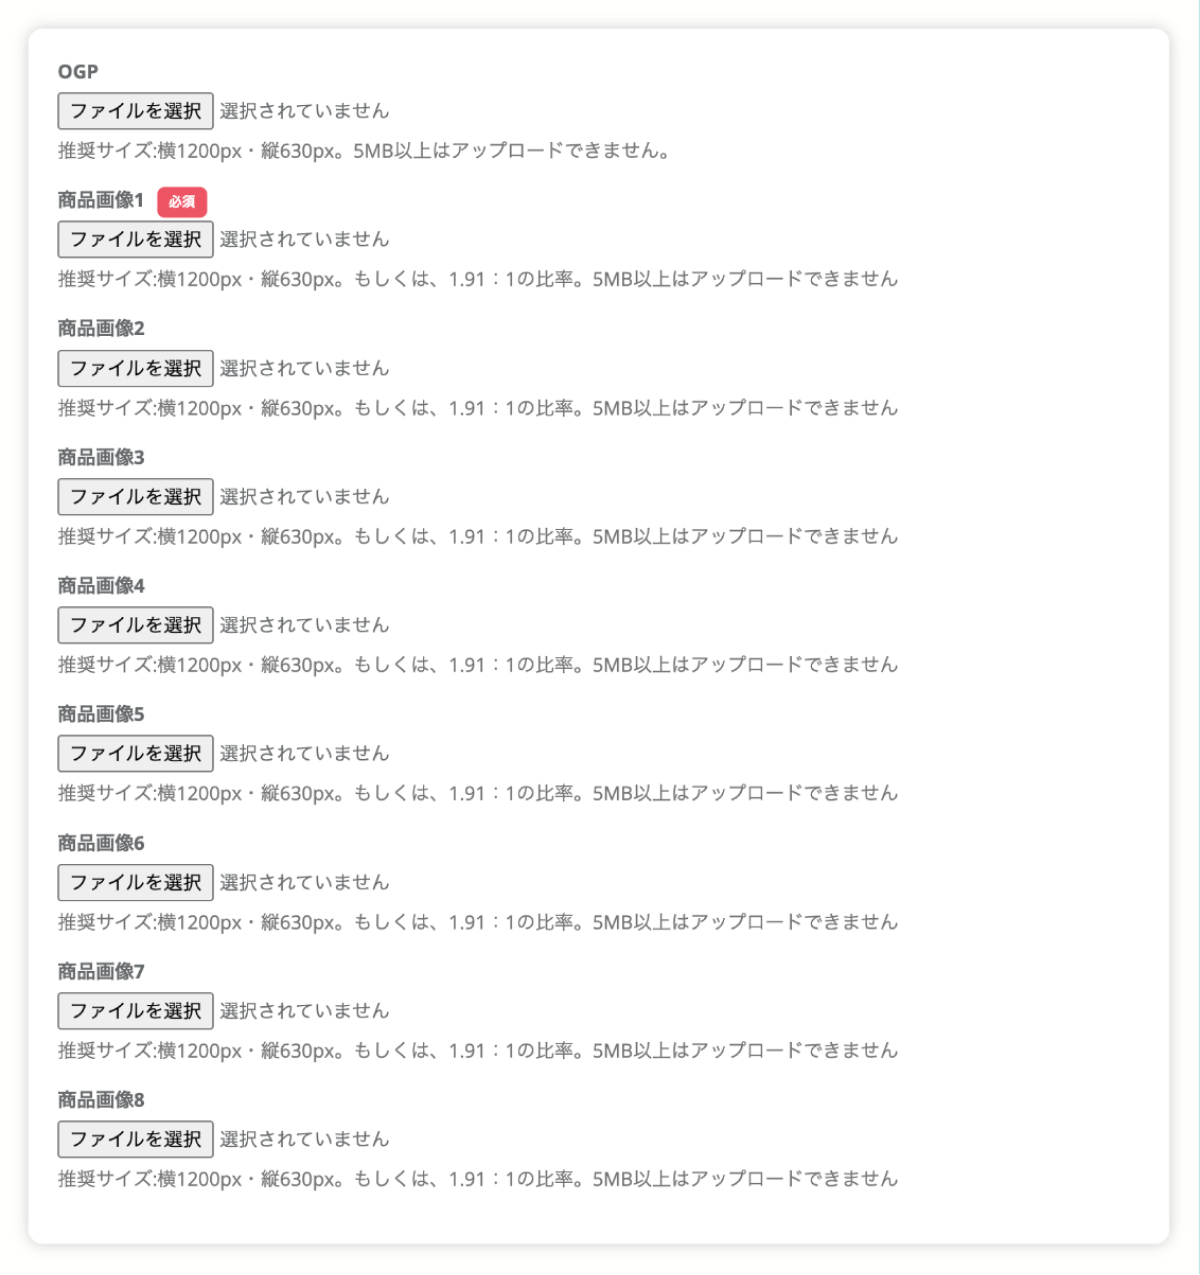 OGP
ファイルを選択 選択されていません
推奨サイズ:横1200px・縦630px。5MB以上はアップロードできません。
商品画像1 必須
ファイルを選択 選択されていません
推奨サイズ:横1200px・縦630px。もしくは、1.91：1の比率。5MB以上はアップロードできません
商品画像2
ファイルを選択 選択されていません
推奨サイズ:横1200px・縦630px。もしくは、1.91：1の比率。5MB以上はアップロードできません
商品画像3
ファイルを選択 選択されていません
推奨サイズ:横1200px・縦630px。もしくは、1.91：1の比率。5MB以上はアップロードできません
商品画像4
ファイルを選択 選択されていません
推奨サイズ:横1200px・縦630px。もしくは、1.91：1の比率。5MB以上はアップロードできません
商品画像5
ファイルを選択 選択されていません
推奨サイズ:横1200px・縦630px。もしくは、1.91：1の比率。5MB以上はアップロードできません
商品画像6
ファイルを選択 選択されていません
推奨サイズ:横1200px・縦630px。もしくは、1.91：1の比率。5MB以上はアップロードできません
商品画像7
ファイルを選択 選択されていません
推奨サイズ:横1200px・縦630px。もしくは、1.91：1の比率。5MB以上はアップロードできません
商品画像8
ファイルを選択 選択されていません
推奨サイズ:横1200px・縦630px。もしくは、1.91：1の比率。5MB以上はアップロードできません